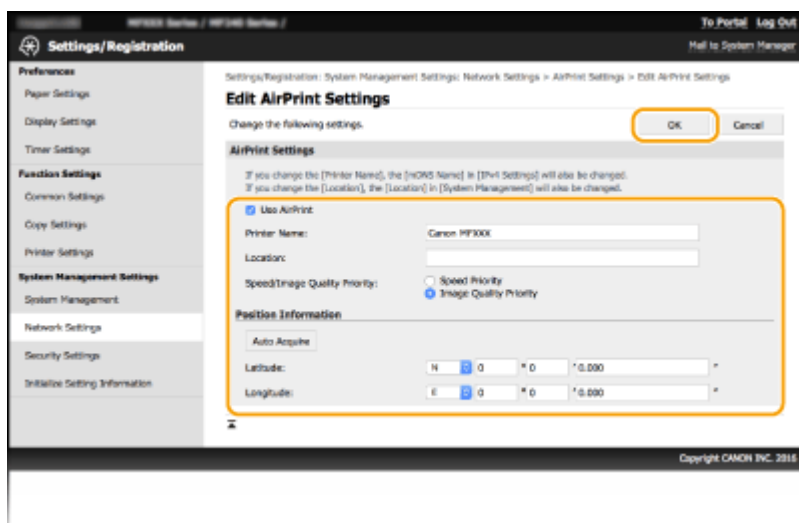 MFXXX Series / MF340 Series /
To Portal Log Out
Settings/Registration
Mail to System Manager
Preferences
Paper Settings
Display Settings
Timer Settings
Function Settings
Common Settings
Copy Settings
Printer Settings
System Management Settings
System Management
Network Settings
Security Settings
Initialize Setting Information
Settings/Registration: System Management Settings: Network Settings > AirPrint Settings > Edit AirPrint Settings
Edit AirPrint Settings
Change the following settings.
OK
Cancel
AirPrint Settings
If you change the [Printer Name], the [mDNS Name] in [IPv4 Settings] will also be changed.
If you change the [Location], the [Location] in [System Management] will also be changed.
Use AirPrint
Printer Name: Canon MFXXX
Location:
Speed/Image Quality Priority: Speed Priority
Image Quality Priority
Position Information
Auto Acquire
Latitude: N 0 ° 0 ' 0.000 "
Longitude: E 0 ° 0 ' 0.000 "
Copyright CANON INC. 2016